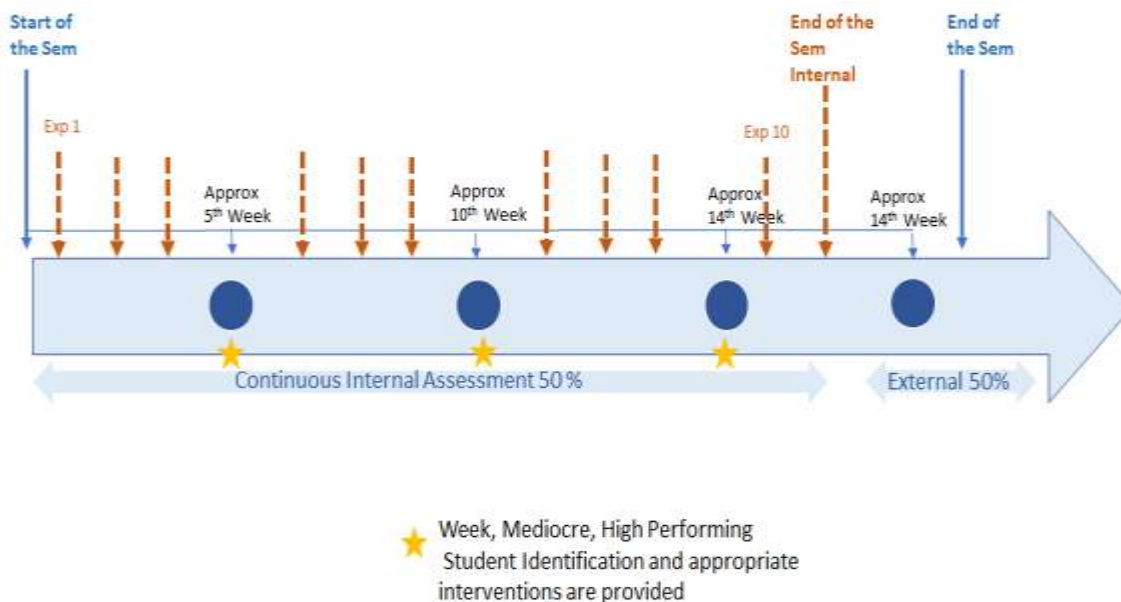 Start of
the Sem
End of the
Sem
Internal
End of
the Sem
Exp 1
Exp 10
Approx
5th Week
Approx
10th Week
Approx
14th Week
Approx
14th Week
Continuous Internal Assessment 50 %
External 50%
Week, Mediocre, High Performing
Student Identification and appropriate
interventions are provided